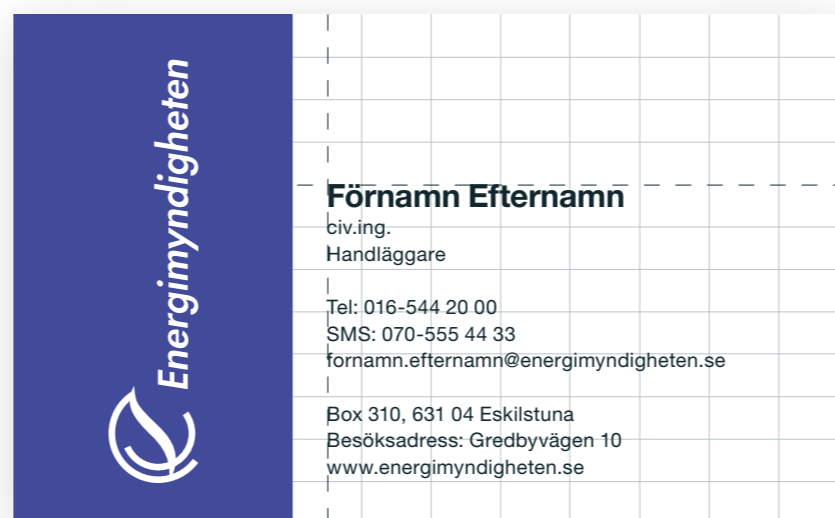 Energimyndigheten
Förnamn Efternamn
civ.ing.
Handläggare
Tel: 016-544 20 00
SMS: 070-555 44 33
fornamn.efternamn@energimyndigheten.se
Box 310, 631 04 Eskilstuna
Besöksadress: Gredbyvägen 10
www.energimyndigheten.se